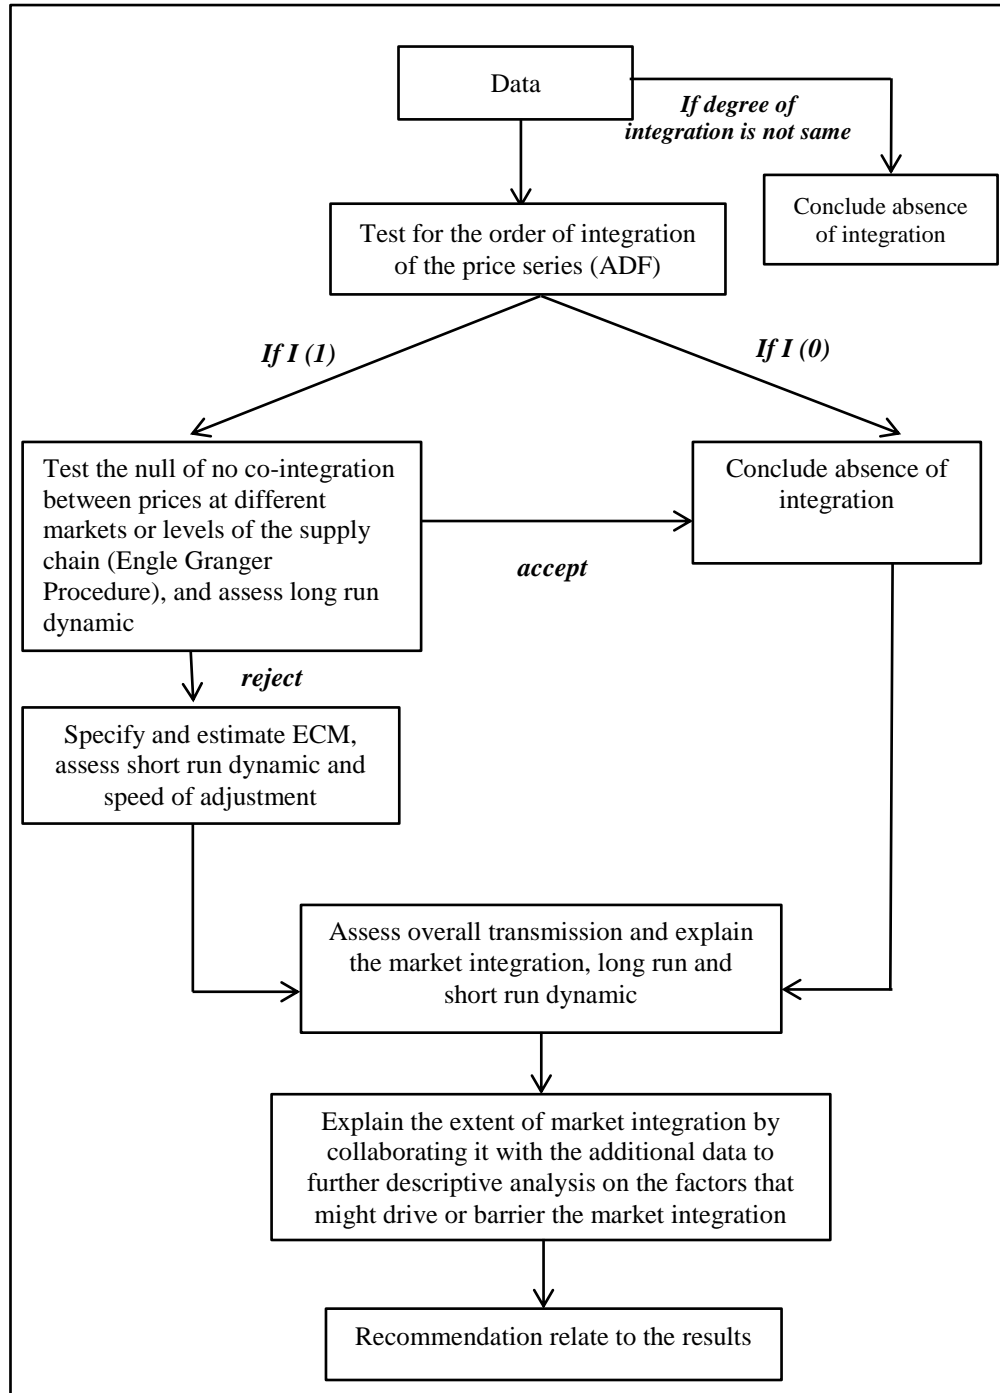 Data
If degree of
integration is not same
Conclude absence
of integration
Test for the order of integration
of the price series (ADF)
If I (1)
If I (0)
Test the null of no co-integration
between prices at different
markets or levels of the supply
chain (Engle Granger
Procedure), and assess long run
dynamic
accept
Conclude absence of
integration
reject
Specify and estimate ECM,
assess short run dynamic and
speed of adjustment
Assess overall transmission and explain
the market integration, long run and
short run dynamic
Explain the extent of market integration by
collaborating it with the additional data to
further descriptive analysis on the factors that
might drive or barrier the market integration
Recommendation relate to the results